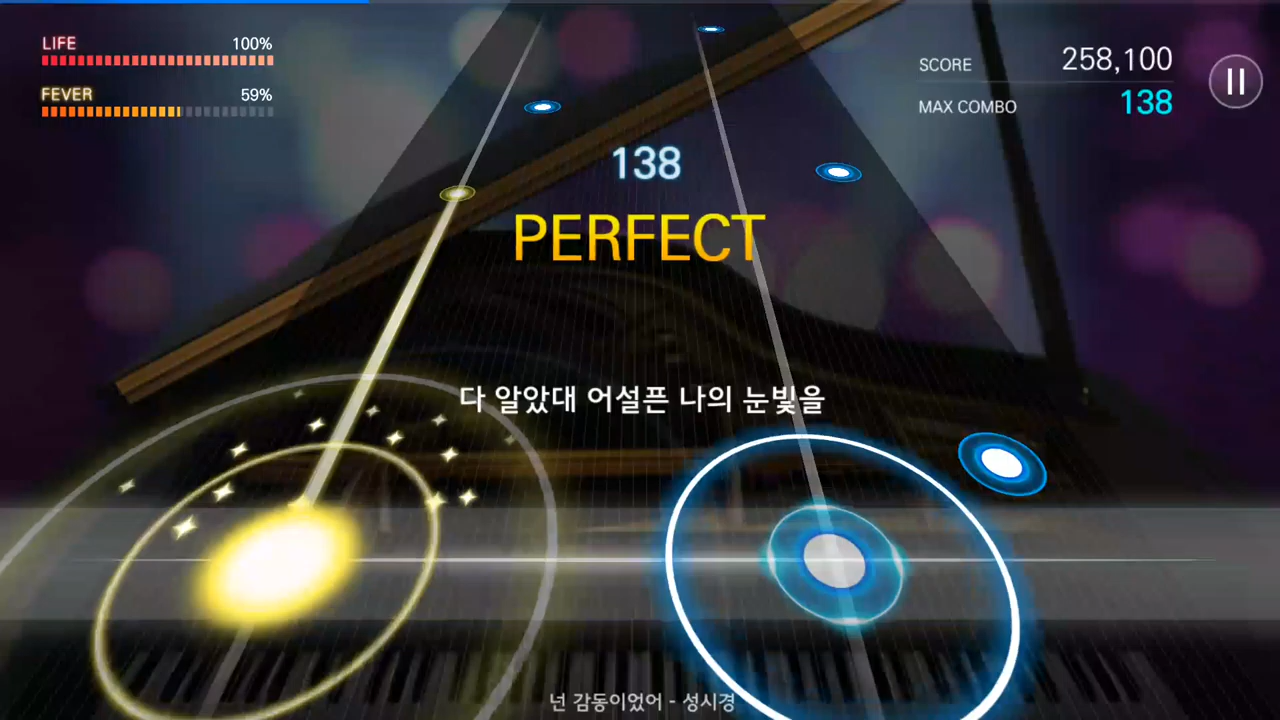 LIFE 100%
FEVER 59%
SCORE 258,100
MAX COMBO 138
138
PERFECT
다 알았대 어설픈 나의 눈빛을
넌 감동이었어 - 성시경